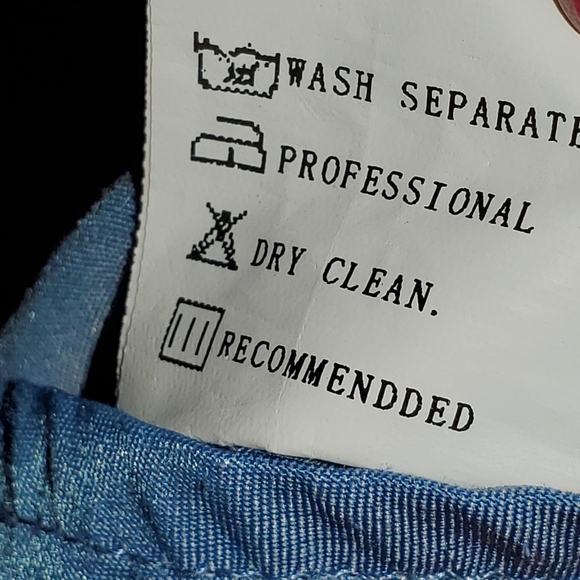 WASH SEPARATE
PROFESSIONAL
DRY CLEAN.
RECOMMENDDED